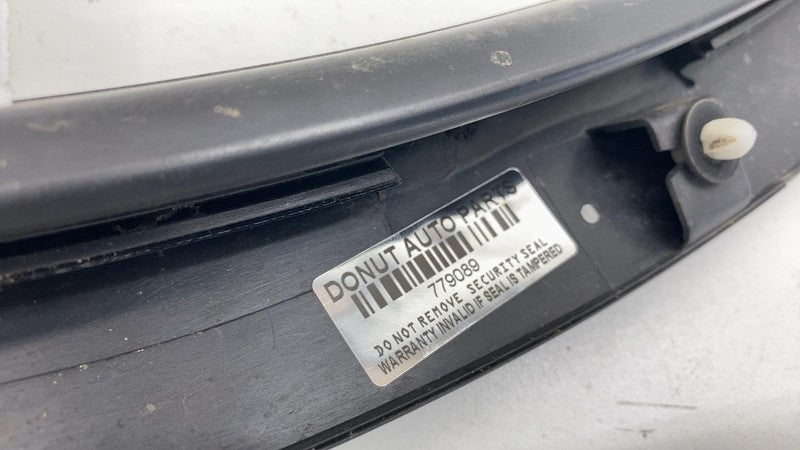 DONUT AUTO PARTS
779089
DO NOT REMOVE SECURITY SEAL
WARRANTY INVALID IF SEAL IS TAMPERED